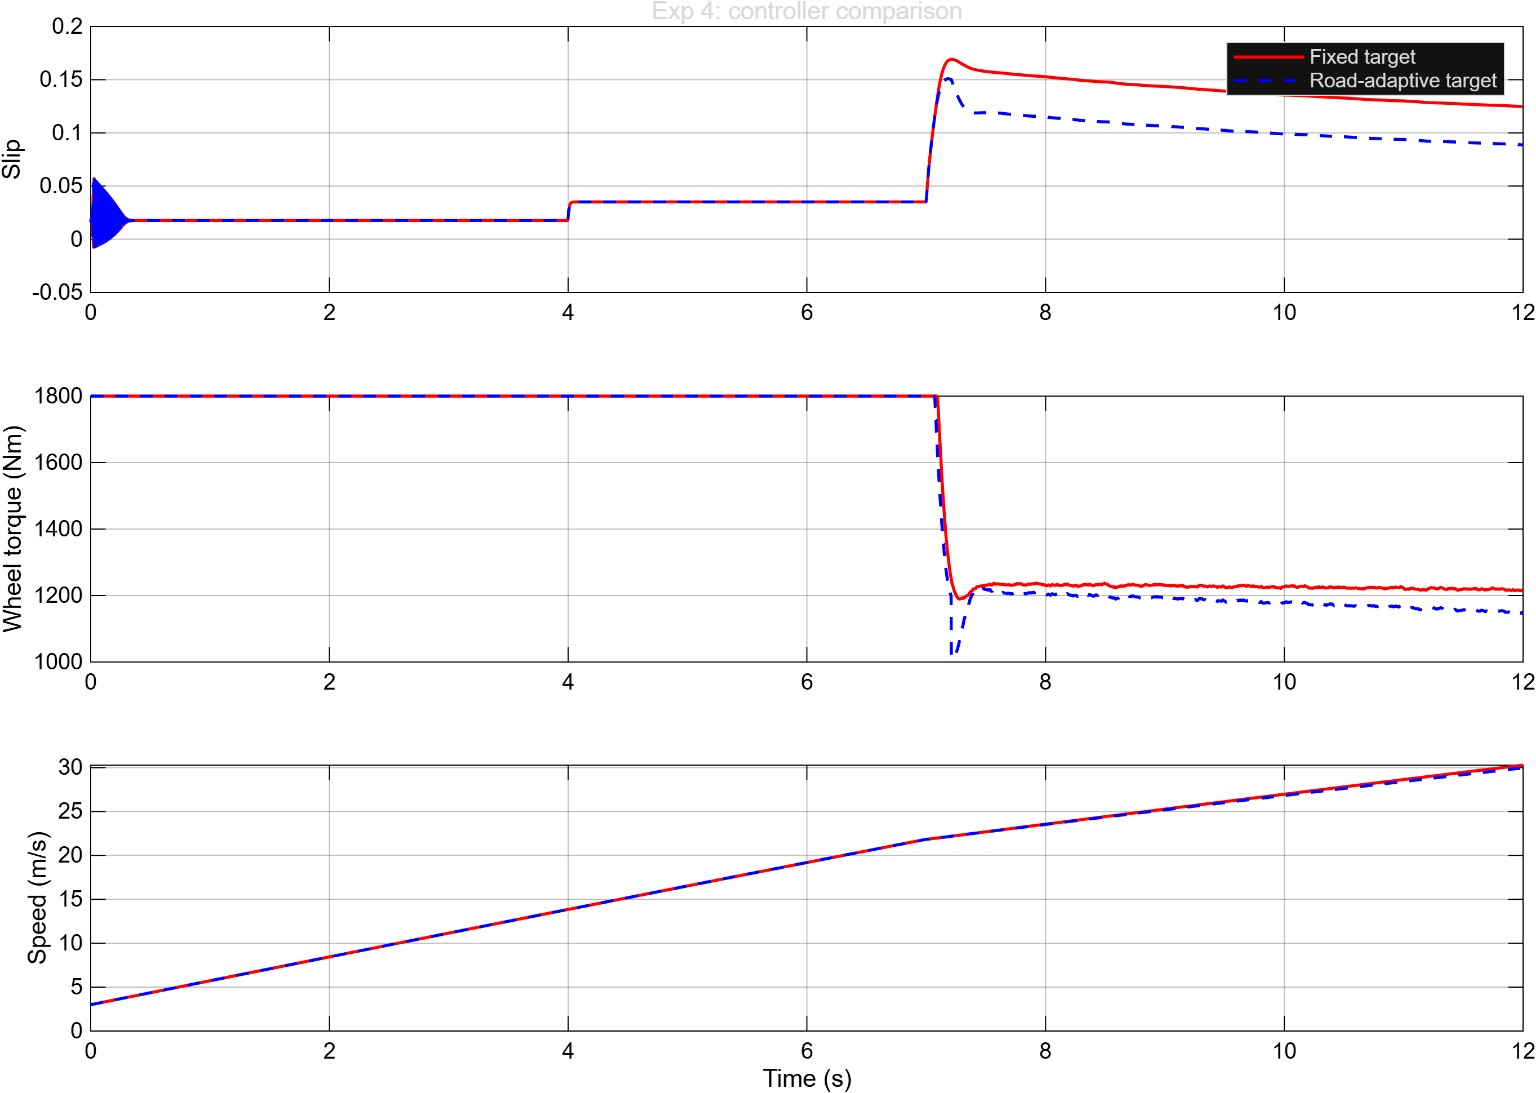 Exp 4: controller comparison
0.2
0.15
0.1
0.05
0
-0.05
Slip
Fixed target
Road-adaptive target
0 2 4 6 8 10 12
1800
1600
1400
1200
1000
Wheel torque (Nm)
0 2 4 6 8 10 12
30
25
20
15
10
5
0
Speed (m/s)
0 2 4 6 8 10 12
Time (s)